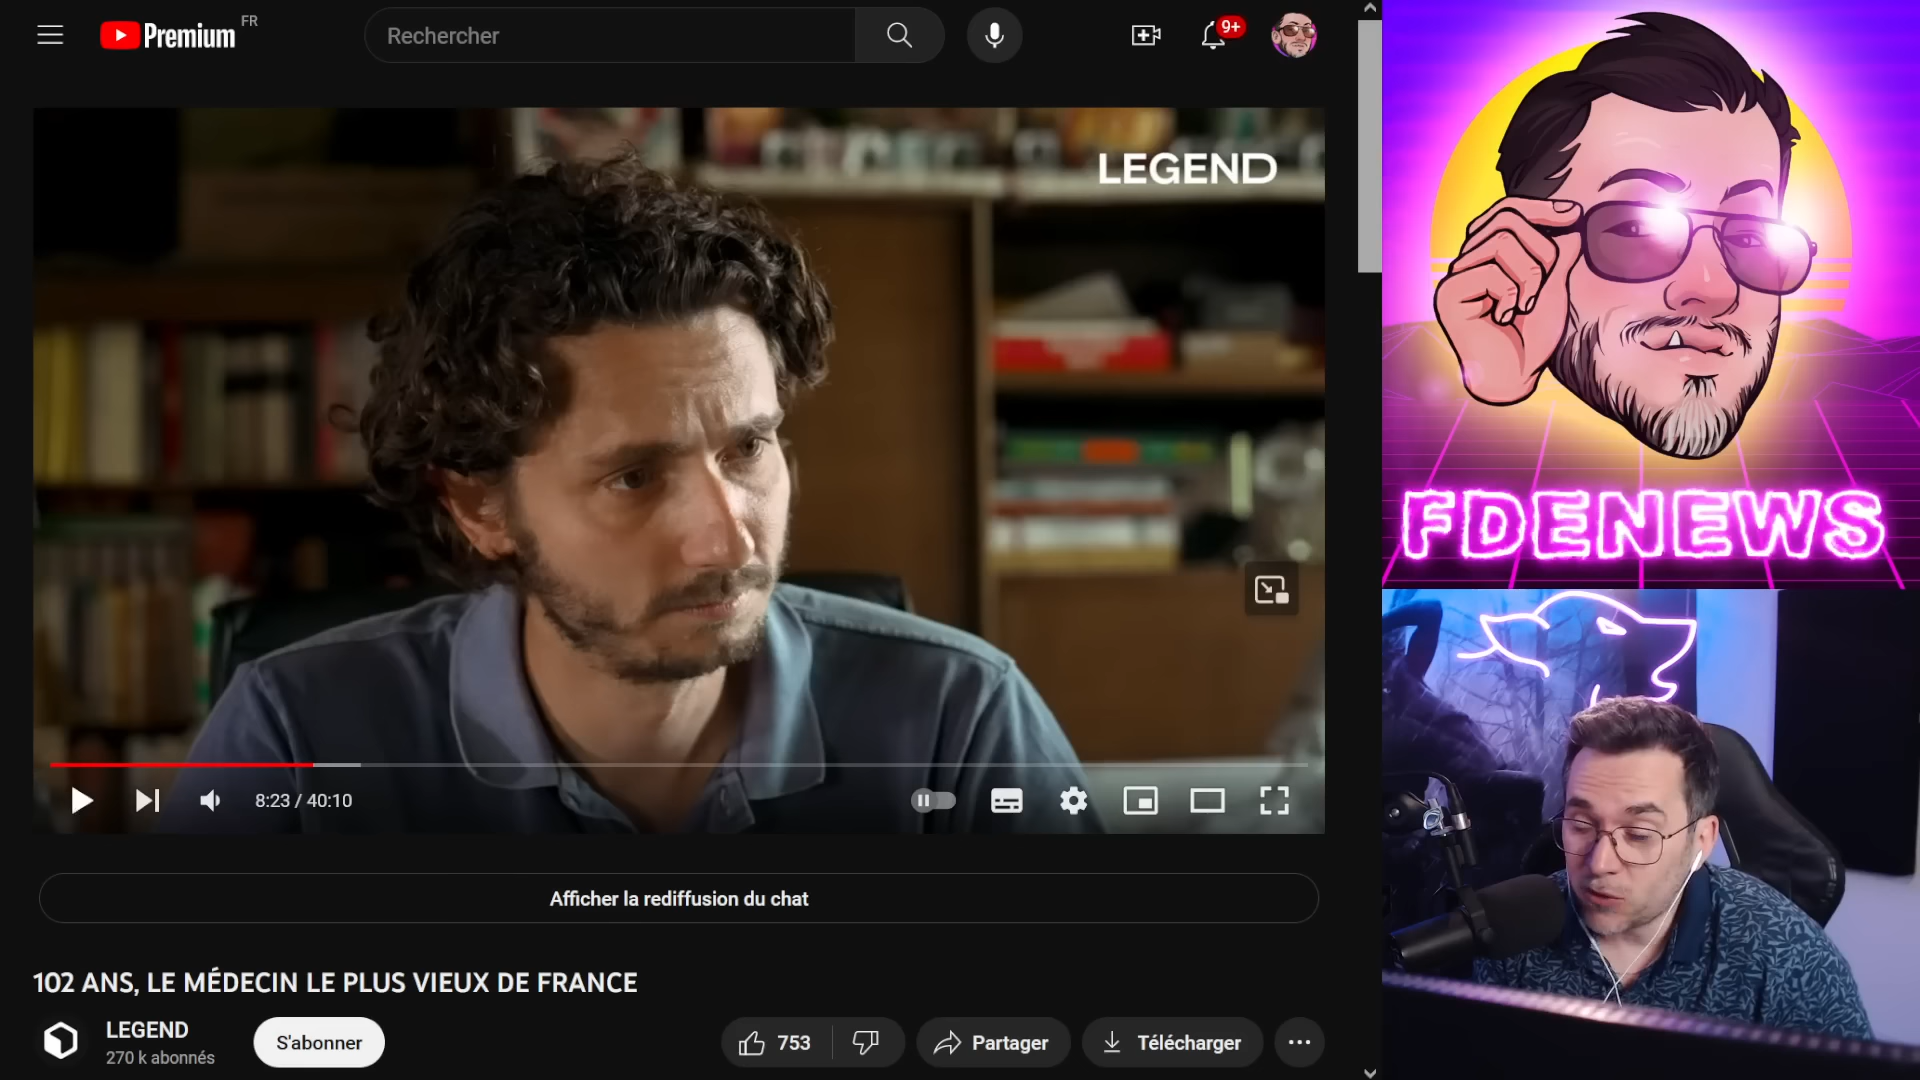 Premium FR
Rechercher
9+
LEGEND
8:23 / 40:10
Afficher la rediffusion du chat
102 ANS, LE MÉDECIN LE PLUS VIEUX DE FRANCE
LEGEND
270 k abonnés
S'abonner
753
Partager
Télécharger
FDENEWS